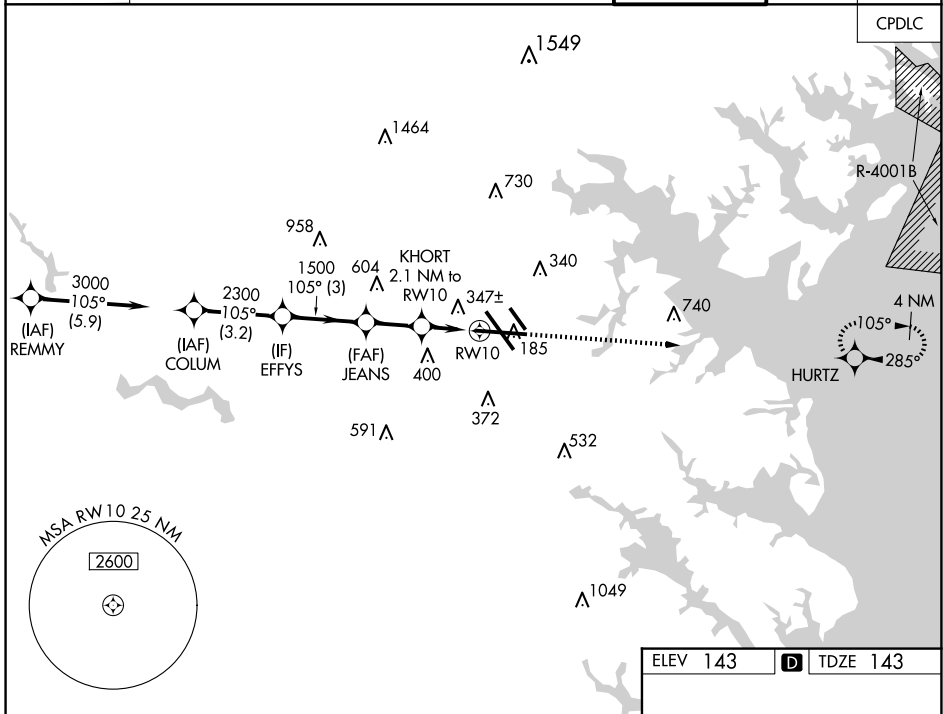 CPDLC
1549
1464
R-4001B
730
958
KHORT
2.1 NM to
RW10
1500
105° (3)
604
340
3000
105°
(5.9)
2300
105°
(3.2)
347±
740
4 NM
105°
285°
(IAF)
REMMY
(IAF)
COLUM
(IF)
EFFYS
(FAF)
JEANS
400
RW10
185
HURTZ
372
591
532
MSA RW10 25 NM
2600
1049
ELEV 143
D
TDZE 143